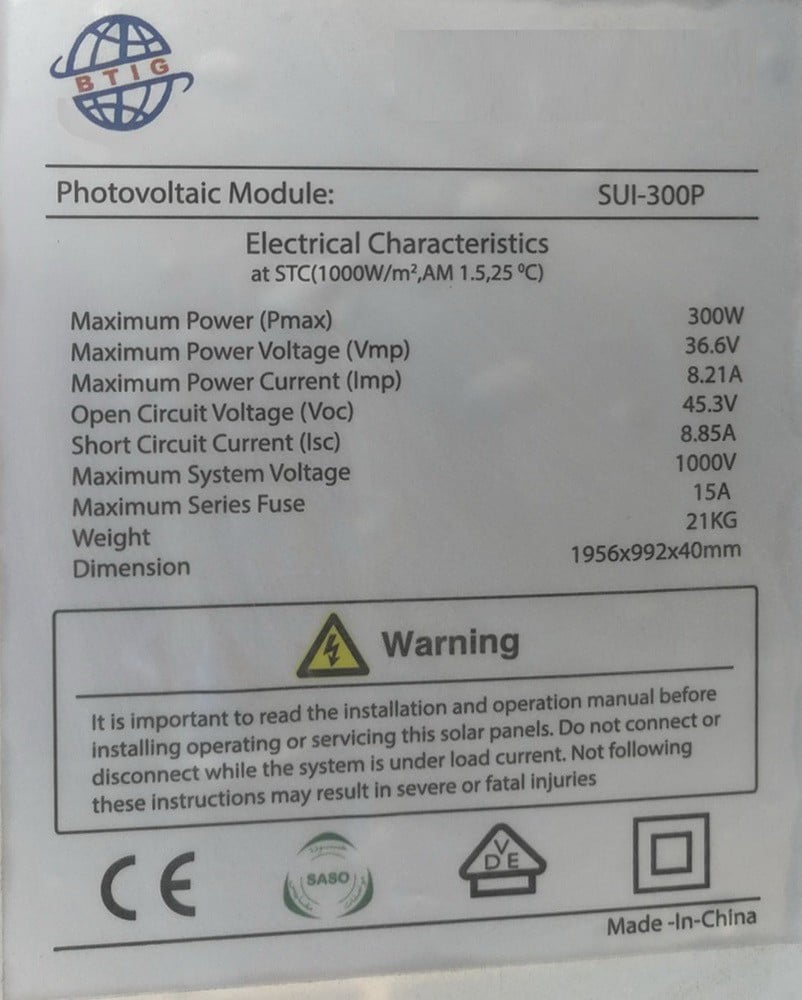 BTIG
Photovoltaic Module: SUI-300P
Electrical Characteristics
at STC(1000W/m²,AM 1.5,25 ⁰C)
Maximum Power (Pmax) 300W
Maximum Power Voltage (Vmp) 36.6V
Maximum Power Current (Imp) 8.21A
Open Circuit Voltage (Voc) 45.3V
Short Circuit Current (Isc) 8.85A
Maximum System Voltage 1000V
Maximum Series Fuse 15A
Weight 21KG
Dimension 1956x992x40mm
Warning
It is important to read the installation and operation manual before
installing operating or servicing this solar panels. Do not connect or
disconnect while the system is under load current. Not following
these instructions may result in severe or fatal injuries
CE
SASO
DVE
Made -In-China